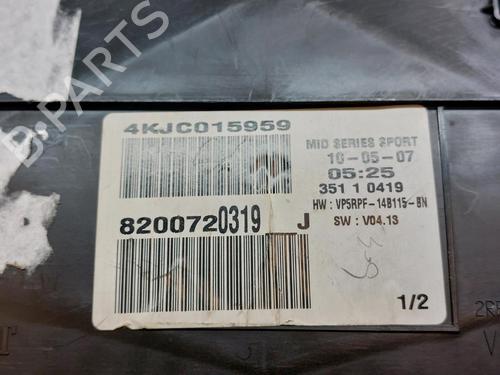 4KJC015959
MID SERIES SPORT
16-05-07
05:25
351 1 0419
HW : VP5RPF-14B115-BN
SW : V04.13
8200720319 J
1/2
B-PARTS